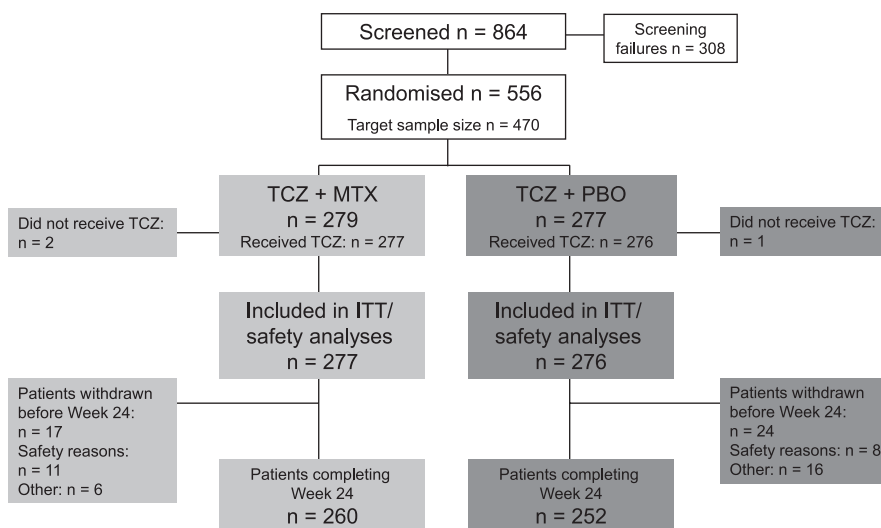 Screened n = 864
Screening
failures n = 308
Randomised n = 556
Target sample size n = 470
TCZ + MTX
n = 279
Received TCZ: n = 277
TCZ + PBO
n = 277
Received TCZ: n = 276
Did not receive TCZ:
n = 2
Did not receive TCZ:
n = 1
Included in ITT/
safety analyses
n = 277
Included in ITT/
safety analyses
n = 276
Patients withdrawn
before Week 24:
n = 17
Safety reasons:
n = 11
Other: n = 6
Patients withdrawn
before Week 24:
n = 24
Safety reasons: n = 8
Other: n = 16
Patients completing
Week 24
n = 260
Patients completing
Week 24
n = 252